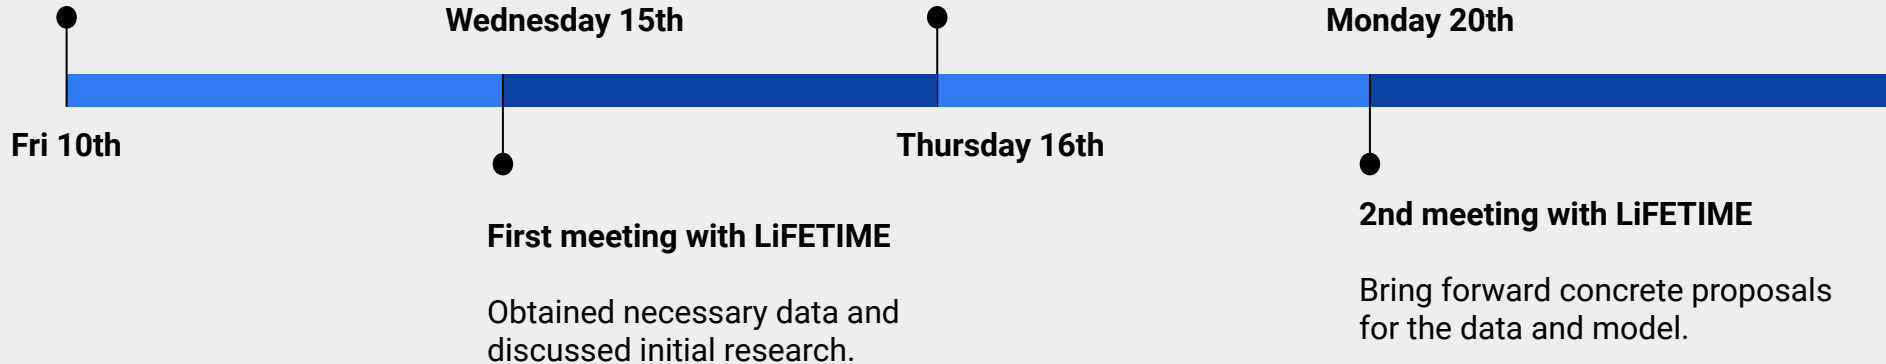 Wednesday 15th
Monday 20th
Fri 10th
Thursday 16th
First meeting with LiFETIME
Obtained necessary data and
discussed initial research.
2nd meeting with LiFETIME
Bring forward concrete proposals
for the data and model.